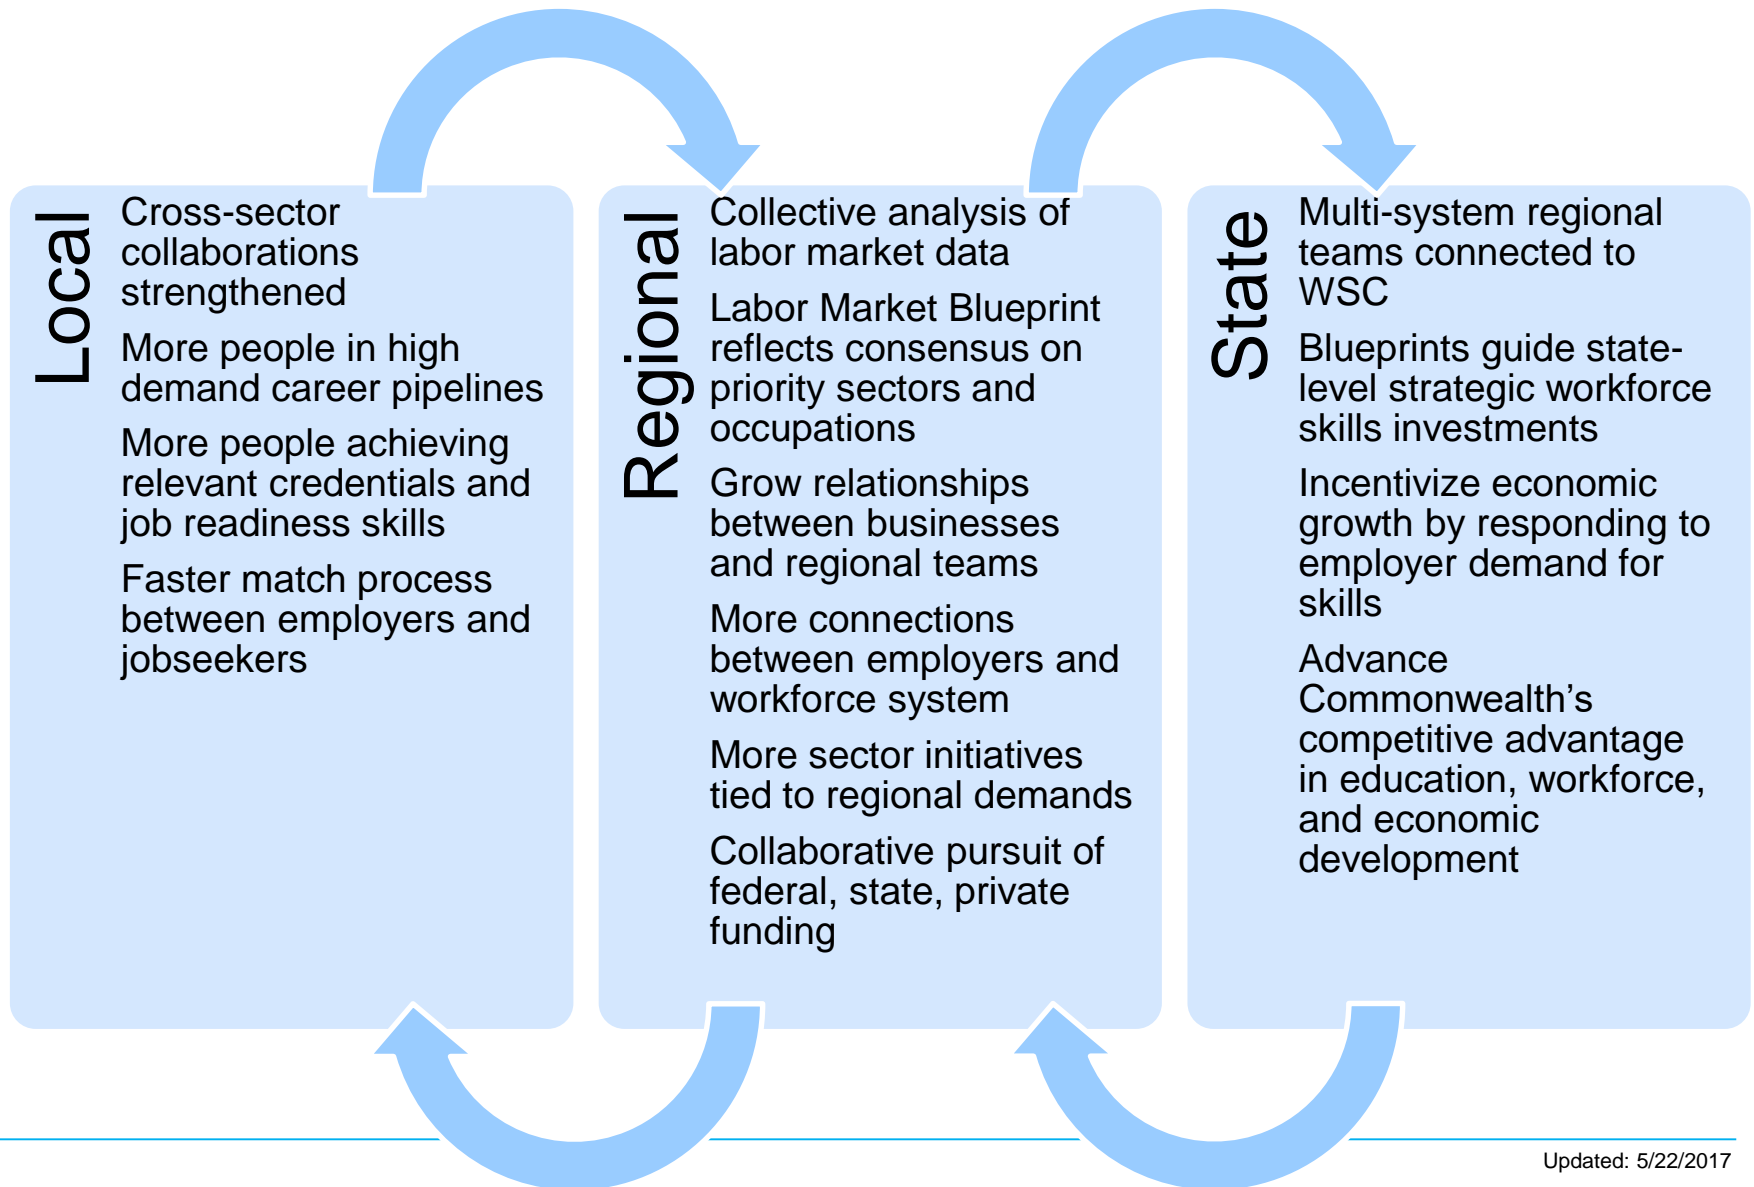 Local
Cross-sector
collaborations
strengthened
More people in high
demand career pipelines
More people achieving
relevant credentials and
job readiness skills
Faster match process
between employers and
jobseekers
Regional
Collective analysis of
labor market data
Labor Market Blueprint
reflects consensus on
priority sectors and
occupations
Grow relationships
between businesses
and regional teams
More connections
between employers and
workforce system
More sector initiatives
tied to regional demands
Collaborative pursuit of
federal, state, private
funding
State
Multi-system regional
teams connected to
WSC
Blueprints guide state-
level strategic workforce
skills investments
Incentivize economic
growth by responding to
employer demand for
skills
Advance
Commonwealth’s
competitive advantage
in education, workforce,
and economic
development
Updated: 5/22/2017